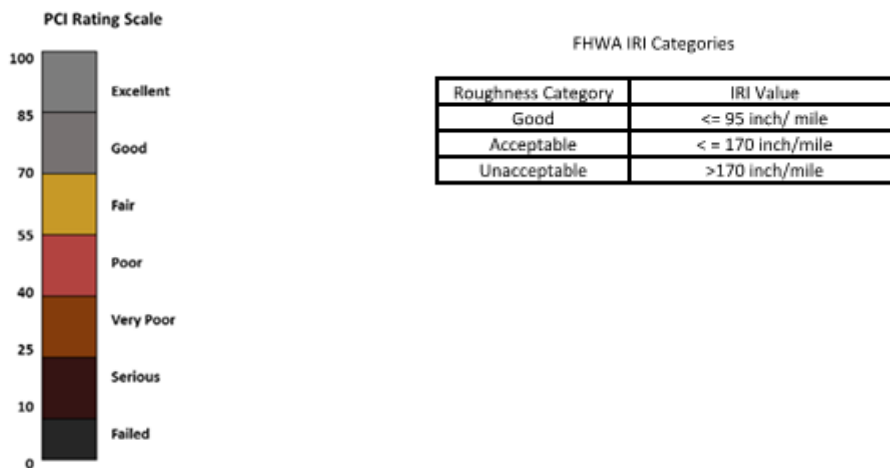 PCI Rating Scale
100
Excellent
85
Good
70
Fair
55
Poor
40
Very Poor
25
Serious
10
Failed
0
FHWA IRI Categories
Roughness Category IRI Value
Good <= 95 inch/ mile
Acceptable < = 170 inch/mile
Unacceptable >170 inch/mile